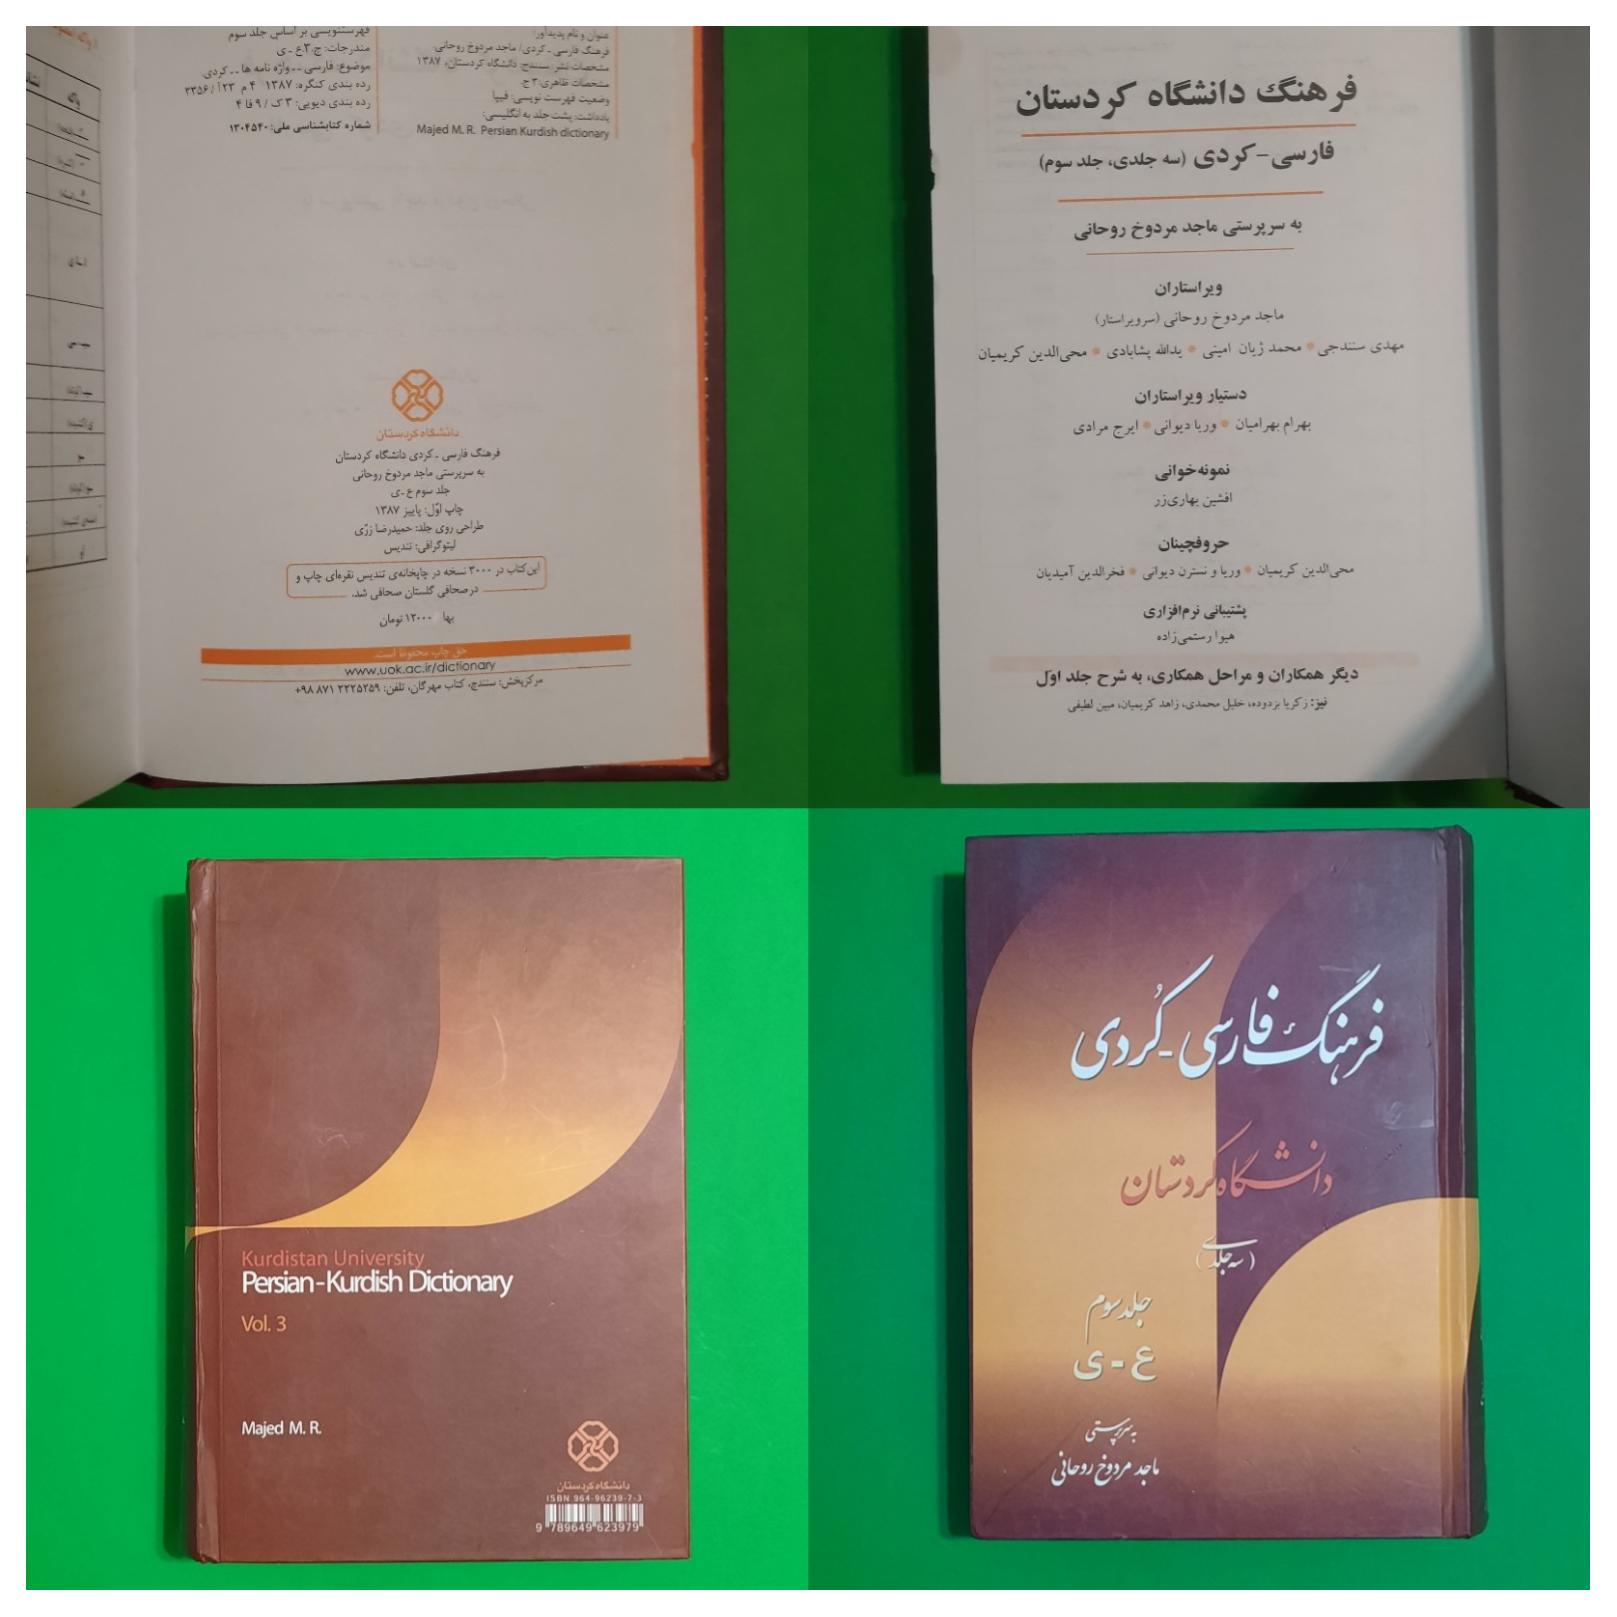 عنوان و نام پدیدآور:
فرهنگ فارسی ـ کردی/ ماجد مردوخ روحانی.
مشخصات نشر: سنندج: دانشگاه کردستان، ۱۳۸۷
مشخصات ظاهری: ۳ ج.
وضعیت فهرست نویسی: فیپا
یادداشت: پشت جلد به انگلیسی:
Majed M. R. Persian Kurdish dictionary
فهرستنویسی بر اساس جلد سوم
مندرجات: ج.۳. ع ـ ی
موضوع: فارسی ــ واژه نامه ها ــ کردی.
رده بندی کنگره: ۱۳۸۷ ۴ م ۲۳ آ / ۳۳۵۶
رده بندی دیویی: ۳ ک / ۹ فا ۴
شماره کتابشناسی ملی: ۱۳۰۴۵۴۰
دانشگاه کردستان
فرهنگ فارسی ـ کردی دانشگاه کردستان
به سرپرستی ماجد مردوخ روحانی
جلد سوم ع ـ ی
چاپ اوّل: پاییز ۱۳۸۷
طراحی روی جلد: حمیدرضا زرّی
لیتوگرافی: تندیس
این کتاب در ۳۰۰۰ نسخه در چاپخانه‌ی تندیس نقره‌ای چاپ و
در صحافی گلستان صحافی شد.
بها ۱۲۰۰۰ تومان
حق چاپ محفوظ است.
www.uok.ac.ir/dictionary
مرکز پخش: سنندج، کتاب مهرگان، تلفن: ۲۲۲۵۲۵۹ ۸۷۱ ۹۸+
فرهنگ دانشگاه کردستان
فارسی - کردی (سه جلدی، جلد سوم)
به سرپرستی ماجد مردوخ روحانی
ویراستاران
ماجد مردوخ روحانی (سرویراستار)
مهدی سنندجی • محمد ژیان امینی • یدالله پشابادی • محی‌الدین کریمیان
دستیار ویراستاران
بهرام بهرامیان • وریا دیوانی • ایرج مرادی
نمونه‌خوانی
افشین بهاری‌زر
حروفچینان
محی‌الدین کریمیان • وریا و نسترن دیوانی • فخرالدین آمیدیان
پشتیبانی نرم‌افزاری
هیوا رستمی‌زاده
دیگر همکاران و مراحل همکاری، به شرح جلد اوّل
نیز: زکریا یزدوده، خلیل محمدی، زاهد کریمیان، مبین لطیفی
Kurdistan University
Persian-Kurdish Dictionary
Vol. 3
Majed M. R.
دانشگاه کردستان
ISBN 964-96239-7-3
9 789649 623979
فرهنگ فارسی - کُردی
دانشگاه کردستان
(سه جلدی)
جلد سوم
ع - ی
به سرپرستی
ماجد مردوخ روحانی